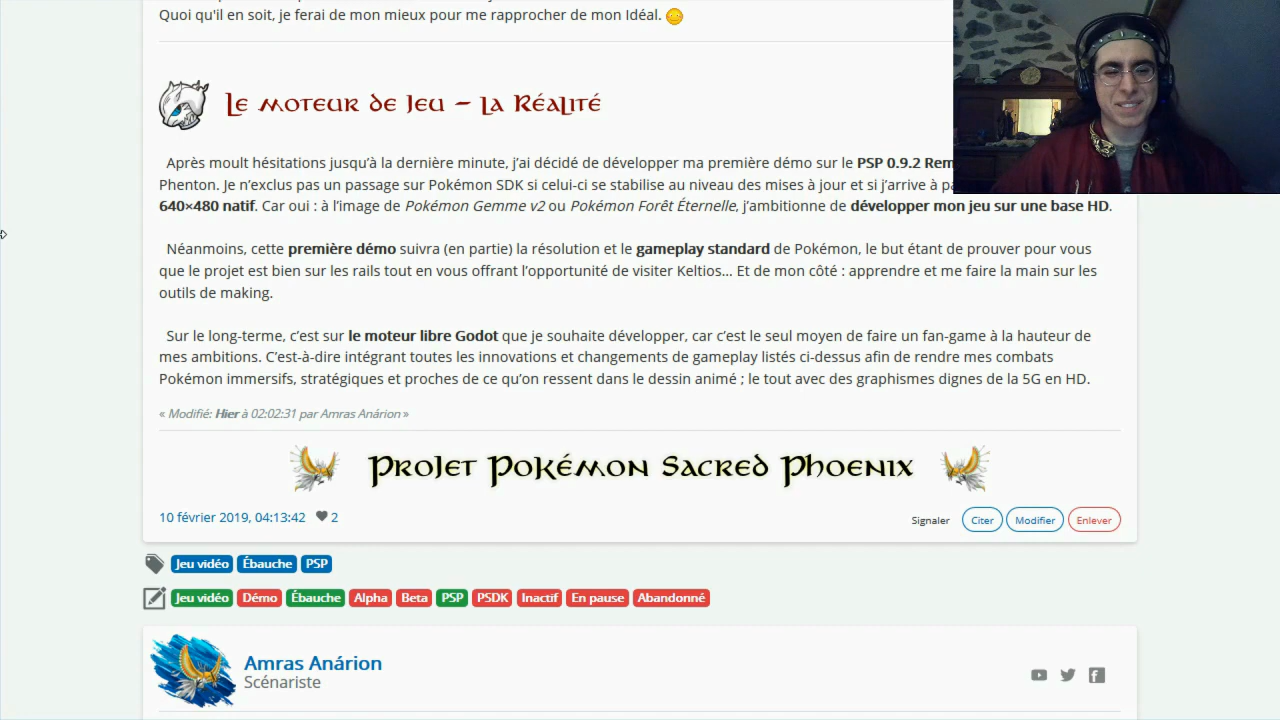 Quoi qu'il en soit, je ferai de mon mieux pour me rapprocher de mon Idéal.
Le moteur de Jeu – La Réalité
Après moult hésitations jusqu’à la dernière minute, j’ai décidé de développer ma première démo sur le PSP 0.9.2
Phenton. Je n’exclus pas un passage sur Pokémon SDK si celui-ci se stabilise au niveau des mises à jour et si j’arrive à
640×480 natif. Car oui : à l’image de Pokémon Gemme v2 ou Pokémon Forêt Éternelle, j’ambitionne de développer mon jeu sur une base HD.
Néanmoins, cette première démo suivra (en partie) la résolution et le gameplay standard de Pokémon, le but étant de prouver pour vous
que le projet est bien sur les rails tout en vous offrant l’opportunité de visiter Keltios… Et de mon côté : apprendre et me faire la main sur les
outils de making.
Sur le long-terme, c’est sur le moteur libre Godot que je souhaite développer, car c’est le seul moyen de faire un fan-game à la hauteur de
mes ambitions. C’est-à-dire intégrant toutes les innovations et changements de gameplay listés ci-dessus afin de rendre mes combats
Pokémon immersifs, stratégiques et proches de ce qu’on ressent dans le dessin animé ; le tout avec des graphismes dignes de la 5G en HD.
« Modifié: Hier à 02:02:31 par Amras Anárion »
Projet Pokémon Sacred Phoenix
10 février 2019, 04:13:42 2
Signaler Citer Modifier Enlever
Jeu vidéo Ébauche PSP
Jeu vidéo Démo Ébauche Alpha Beta PSP PSDK Inactif En pause Abandonné
Amras Anárion
Scénariste